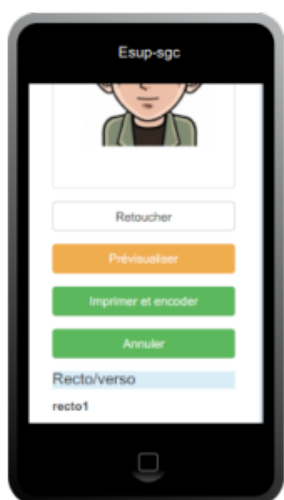 Esup-sgc
Retoucher
Prévisualiser
Imprimer et encoder
Annuler
Recto/verso
recto1